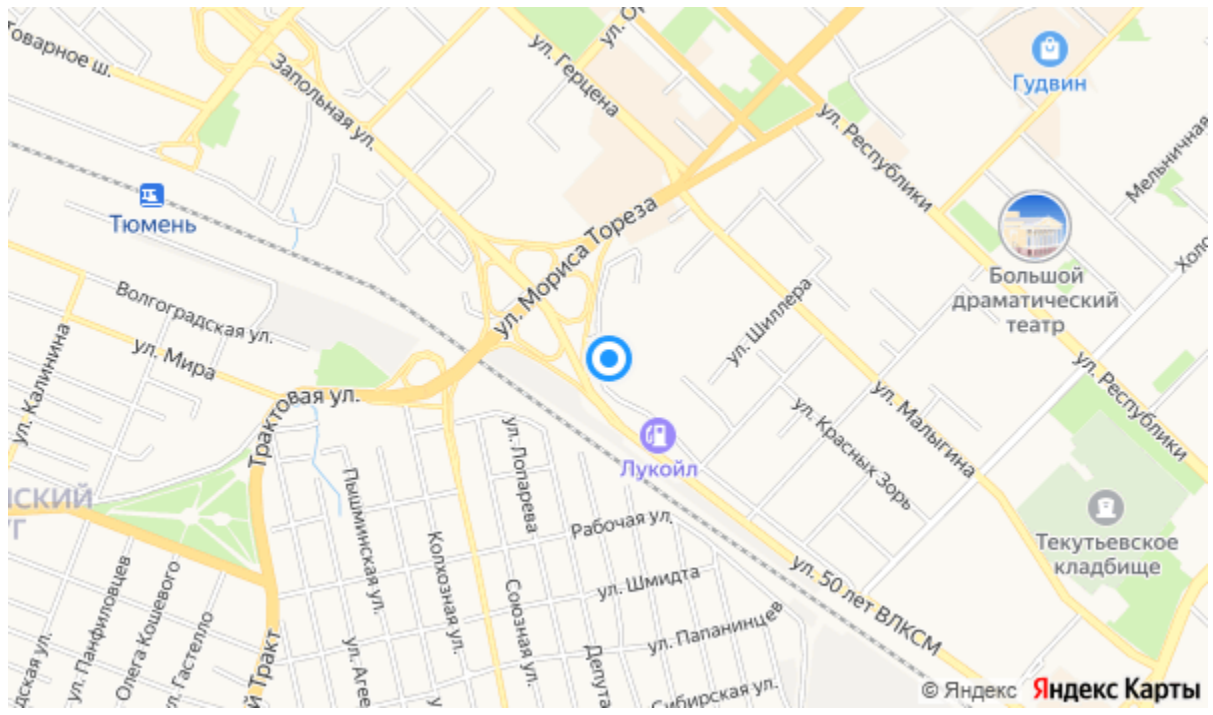 Товарное ш.
Запольная ул.
ул. Герцена
Гудвин
ул. Республики
Мельничная
Тюмень
ул. Мориса Тореза
Большой
драматический
театр
Волгоградская ул.
ул. Мира
ул. Калинина
ул. Шиллера
Трактовая ул.
ул. Малыгина
ул. Республики
ул. Красных Зорь
Лукойл
ул. Лопарева
Пышминская ул.
Рабочая ул.
Колхозная ул.
Текутьевское
кладбище
ул. Шмидта
ул. 50 лет ВЛКСМ
Союзная ул.
ул. Панфиловцев
Олега Кошевого
ул. Гастелло
ул. Папанинцев
й Тракт
ул. Агее
Депута
Сибирская ул.
© Яндекс Яндекс Карты